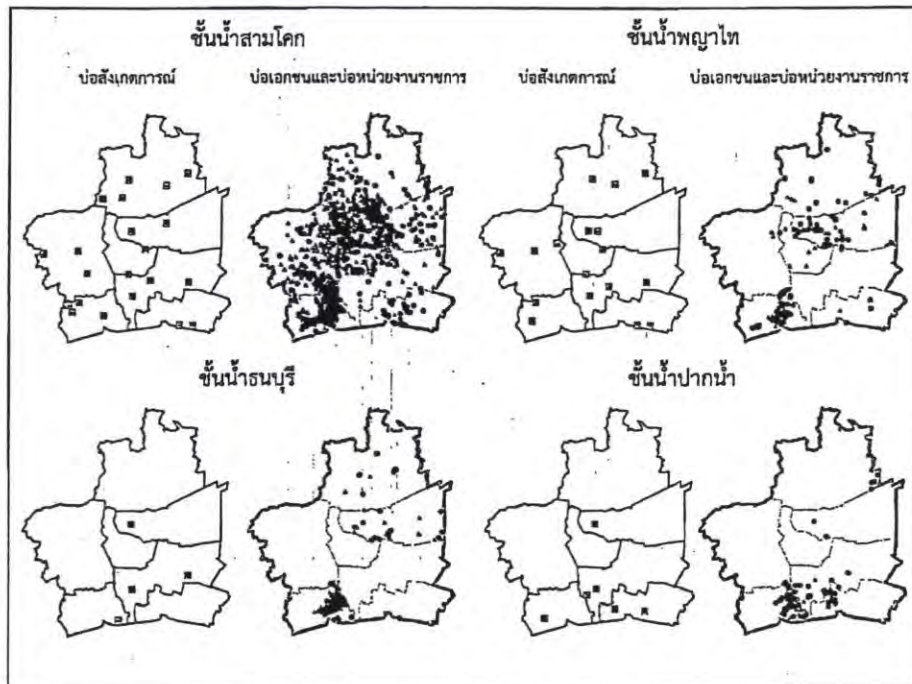 ชั้นน้ำสามโคก
ชั้นน้ำพญาไท
บ่อสังเกตการณ์
บ่อเอกชนและบ่อหน่วยงานราชการ
บ่อสังเกตการณ์
บ่อเอกชนและบ่อหน่วยงานราชการ
ชั้นน้ำธนบุรี
ชั้นน้ำปากน้ำ